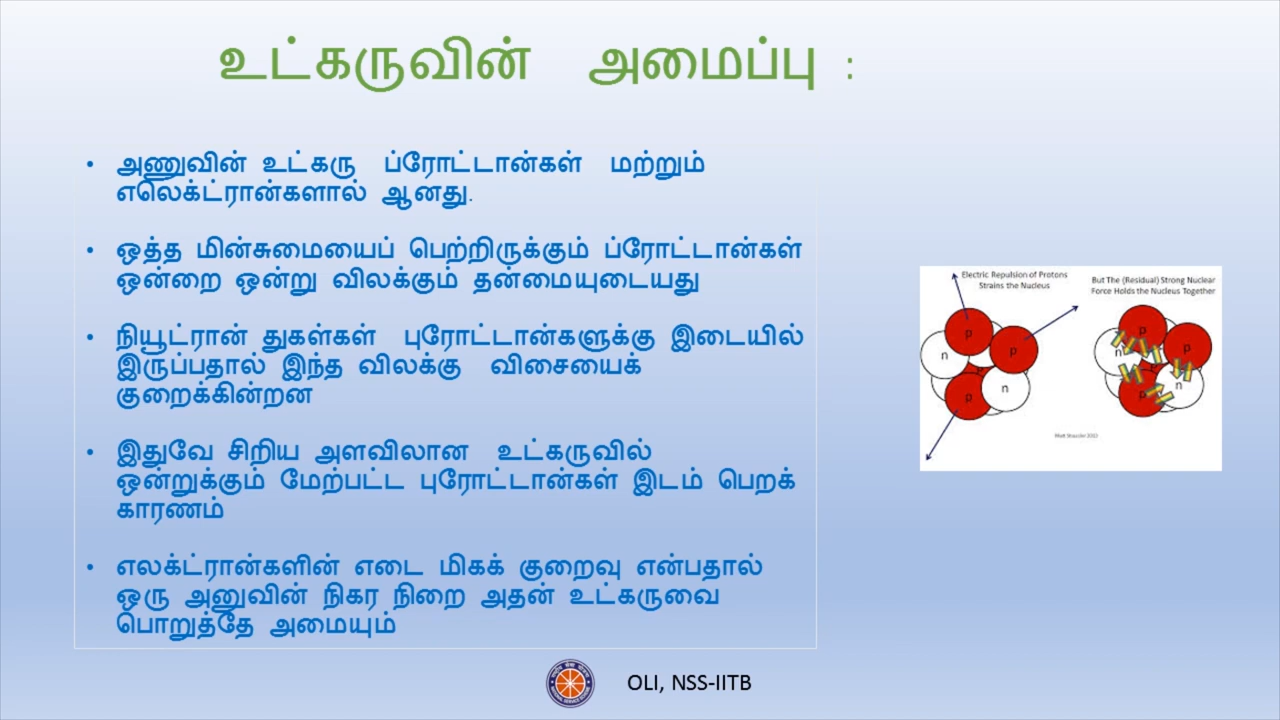 உட்கருவின் அமைப்பு :
• அணுவின் உட்கரு ப்ரோட்டான்கள் மற்றும்
எலெக்ட்ரான்களால் ஆனது.
• ஒத்த மின்சுமையைப் பெற்றிருக்கும் ப்ரோட்டான்கள்
ஒன்றை ஒன்று விலக்கும் தன்மையுடையது
• நியூட்ரான் துகள்கள் புரோட்டான்களுக்கு இடையில்
இருப்பதால் இந்த விலக்கு விசையைக்
குறைக்கின்றன
• இதுவே சிறிய அளவிலான உட்கருவில்
ஒன்றுக்கும் மேற்பட்ட புரோட்டான்கள் இடம் பெறக்
காரணம்
• எலக்ட்ரான்களின் எடை மிகக் குறைவு என்பதால்
ஒரு அனுவின் நிகர நிறை அதன் உட்கருவை
பொறுத்தே அமையும்
Electric Repulsion of Protons
Strains the Nucleus
But The (Residual) Strong Nuclear
Force Holds the Nucleus Together
p
n
p
p
n
p
n
p
p
n
OLI, NSS-IITB